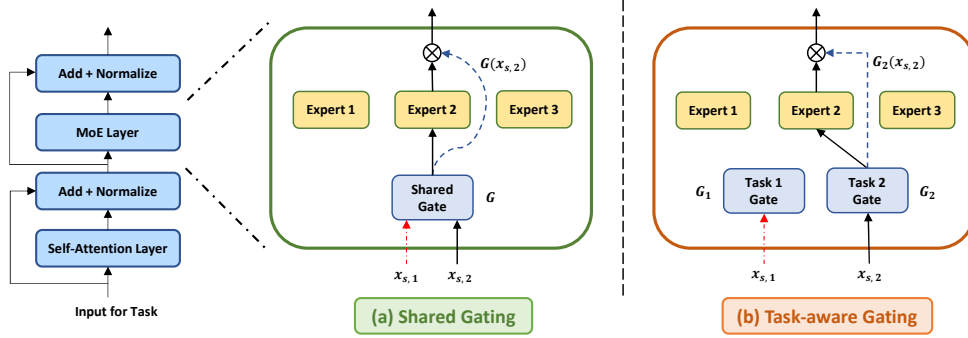 Add + Normalize
MoE Layer
Add + Normalize
Self-Attention Layer
Input for Task
G(x_{s,2})
Expert 1
Expert 2
Expert 3
Shared
Gate
G
x_{s,1}
x_{s,2}
(a) Shared Gating
G_2(x_{s,2})
Expert 1
Expert 2
Expert 3
G_1
Task 1
Gate
Task 2
Gate
G_2
x_{s,1}
x_{s,2}
(b) Task-aware Gating